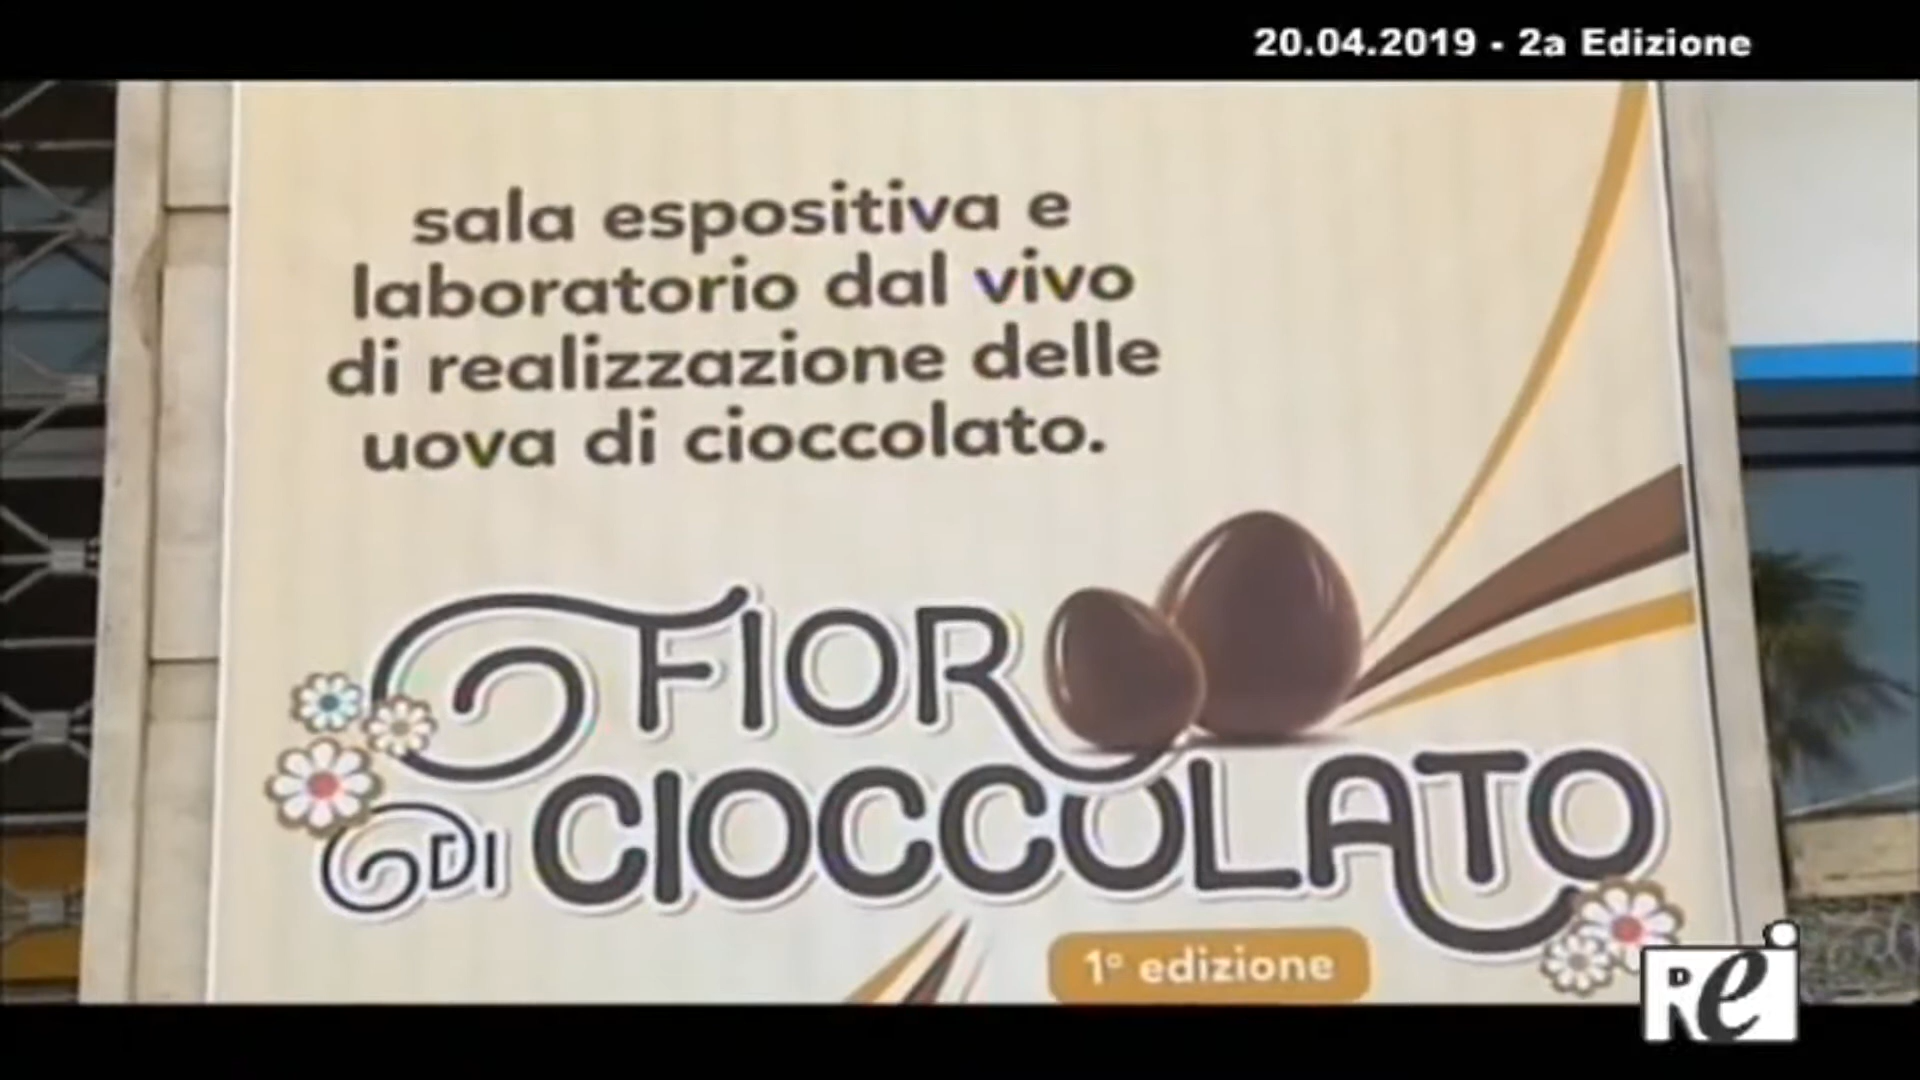 20.04.2019 - 2a Edizione
sala espositiva e
laboratorio dal vivo
di realizzazione delle
uova di cioccolato.
FIOR
DI CIOCCOLATO
1° edizione
Rei